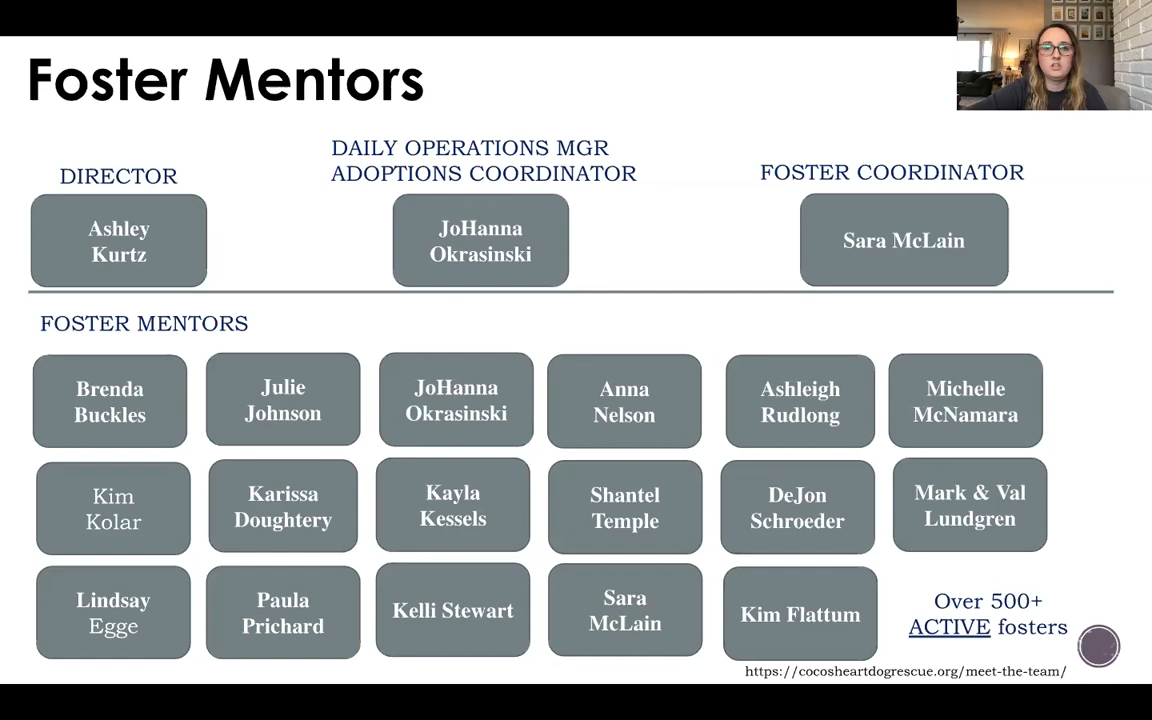 Foster Mentors
DIRECTOR
DAILY OPERATIONS MGR
ADOPTIONS COORDINATOR
FOSTER COORDINATOR
Ashley
Kurtz
JoHanna
Okrasinski
Sara McLain
FOSTER MENTORS
Brenda
Buckles
Julie
Johnson
JoHanna
Okrasinski
Anna
Nelson
Ashleigh
Rudlong
Michelle
McNamara
Kim
Kolar
Karissa
Doughtery
Kayla
Kessels
Shantel
Temple
DeJon
Schroeder
Mark & Val
Lundgren
Lindsay
Egge
Paula
Prichard
Kelli Stewart
Sara
McLain
Kim Flattum
Over 500+
ACTIVE fosters
https://cocosheartdogrescue.org/meet-the-team/